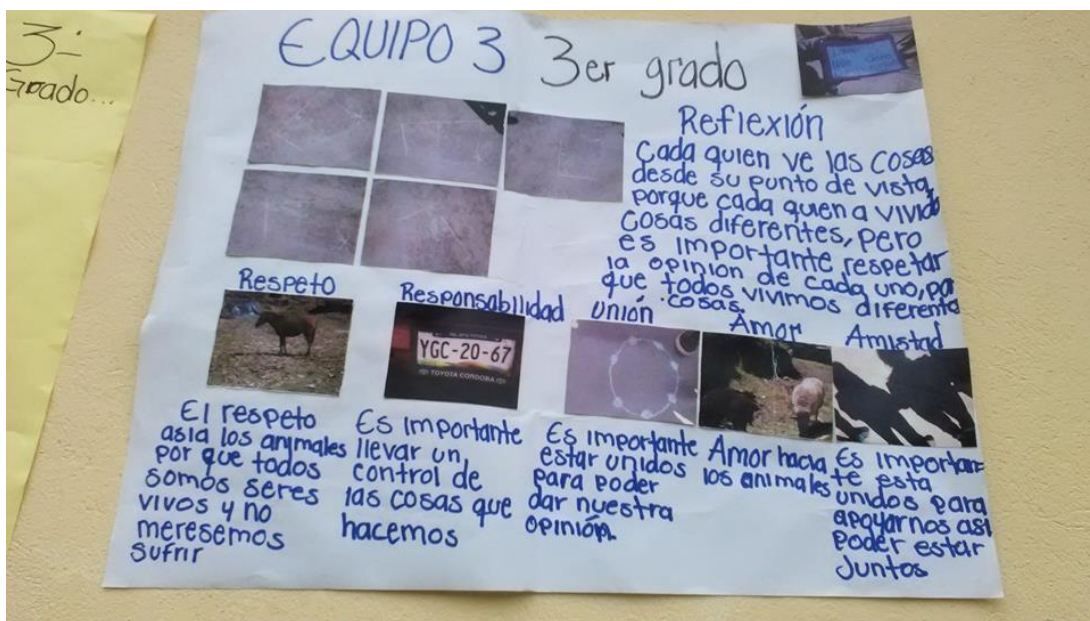 3º
Grado...
EQUIPO 3
3er grado
Reflexión
Cada quien ve las cosas
desde su punto de vista,
porque cada quien a vivido
cosas diferentes, pero
es importante respetar
la opinion de cada uno, por
que todos vivimos diferente
cosas.
Respeto
El respeto
asia los animales
por que todos
somos seres
vivos y no
meresemos
sufrir
Responsabilidad
YGC-20-67
TOYOTA CORDOBA
Es importante
llevar un
control de
las cosas que
hacemos
Unión
Es importante
estar unidos
para poder
dar nuestra
opinión.
Amor
Amor hacia
los animales
Amistad
Es importan-
te esta
unidos para
apoyarnos asi
poder estar
Juntos